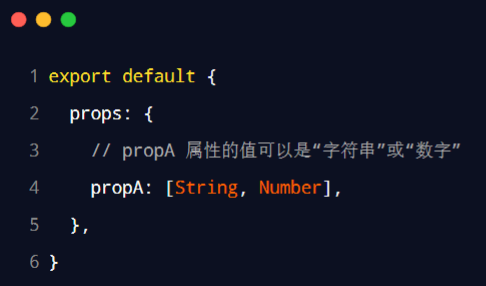 1 export default {
2   props: {
3     // propA 属性的值可以是“字符串”或“数字”
4     propA: [String, Number],
5   },
6 }